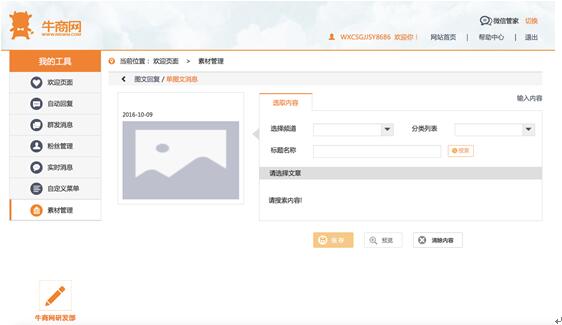 牛商网
WWW.NIUSHW.COM
微信管家 切换
WXCSGJJSY8686 欢迎你！ 网站首页 | 帮助中心 | 退出
我的工具
当前位置： 欢迎页面 > 素材管理
欢迎页面
自动回复
群发消息
粉丝管理
实时消息
自定义菜单
素材管理
图文回复 / 单图文消息
2016-10-09
选取内容
输入内容
选择频道
分类列表
标题名称
搜索
请选择文章
请搜索内容!
保存
预览
清除内容
牛商网研发部